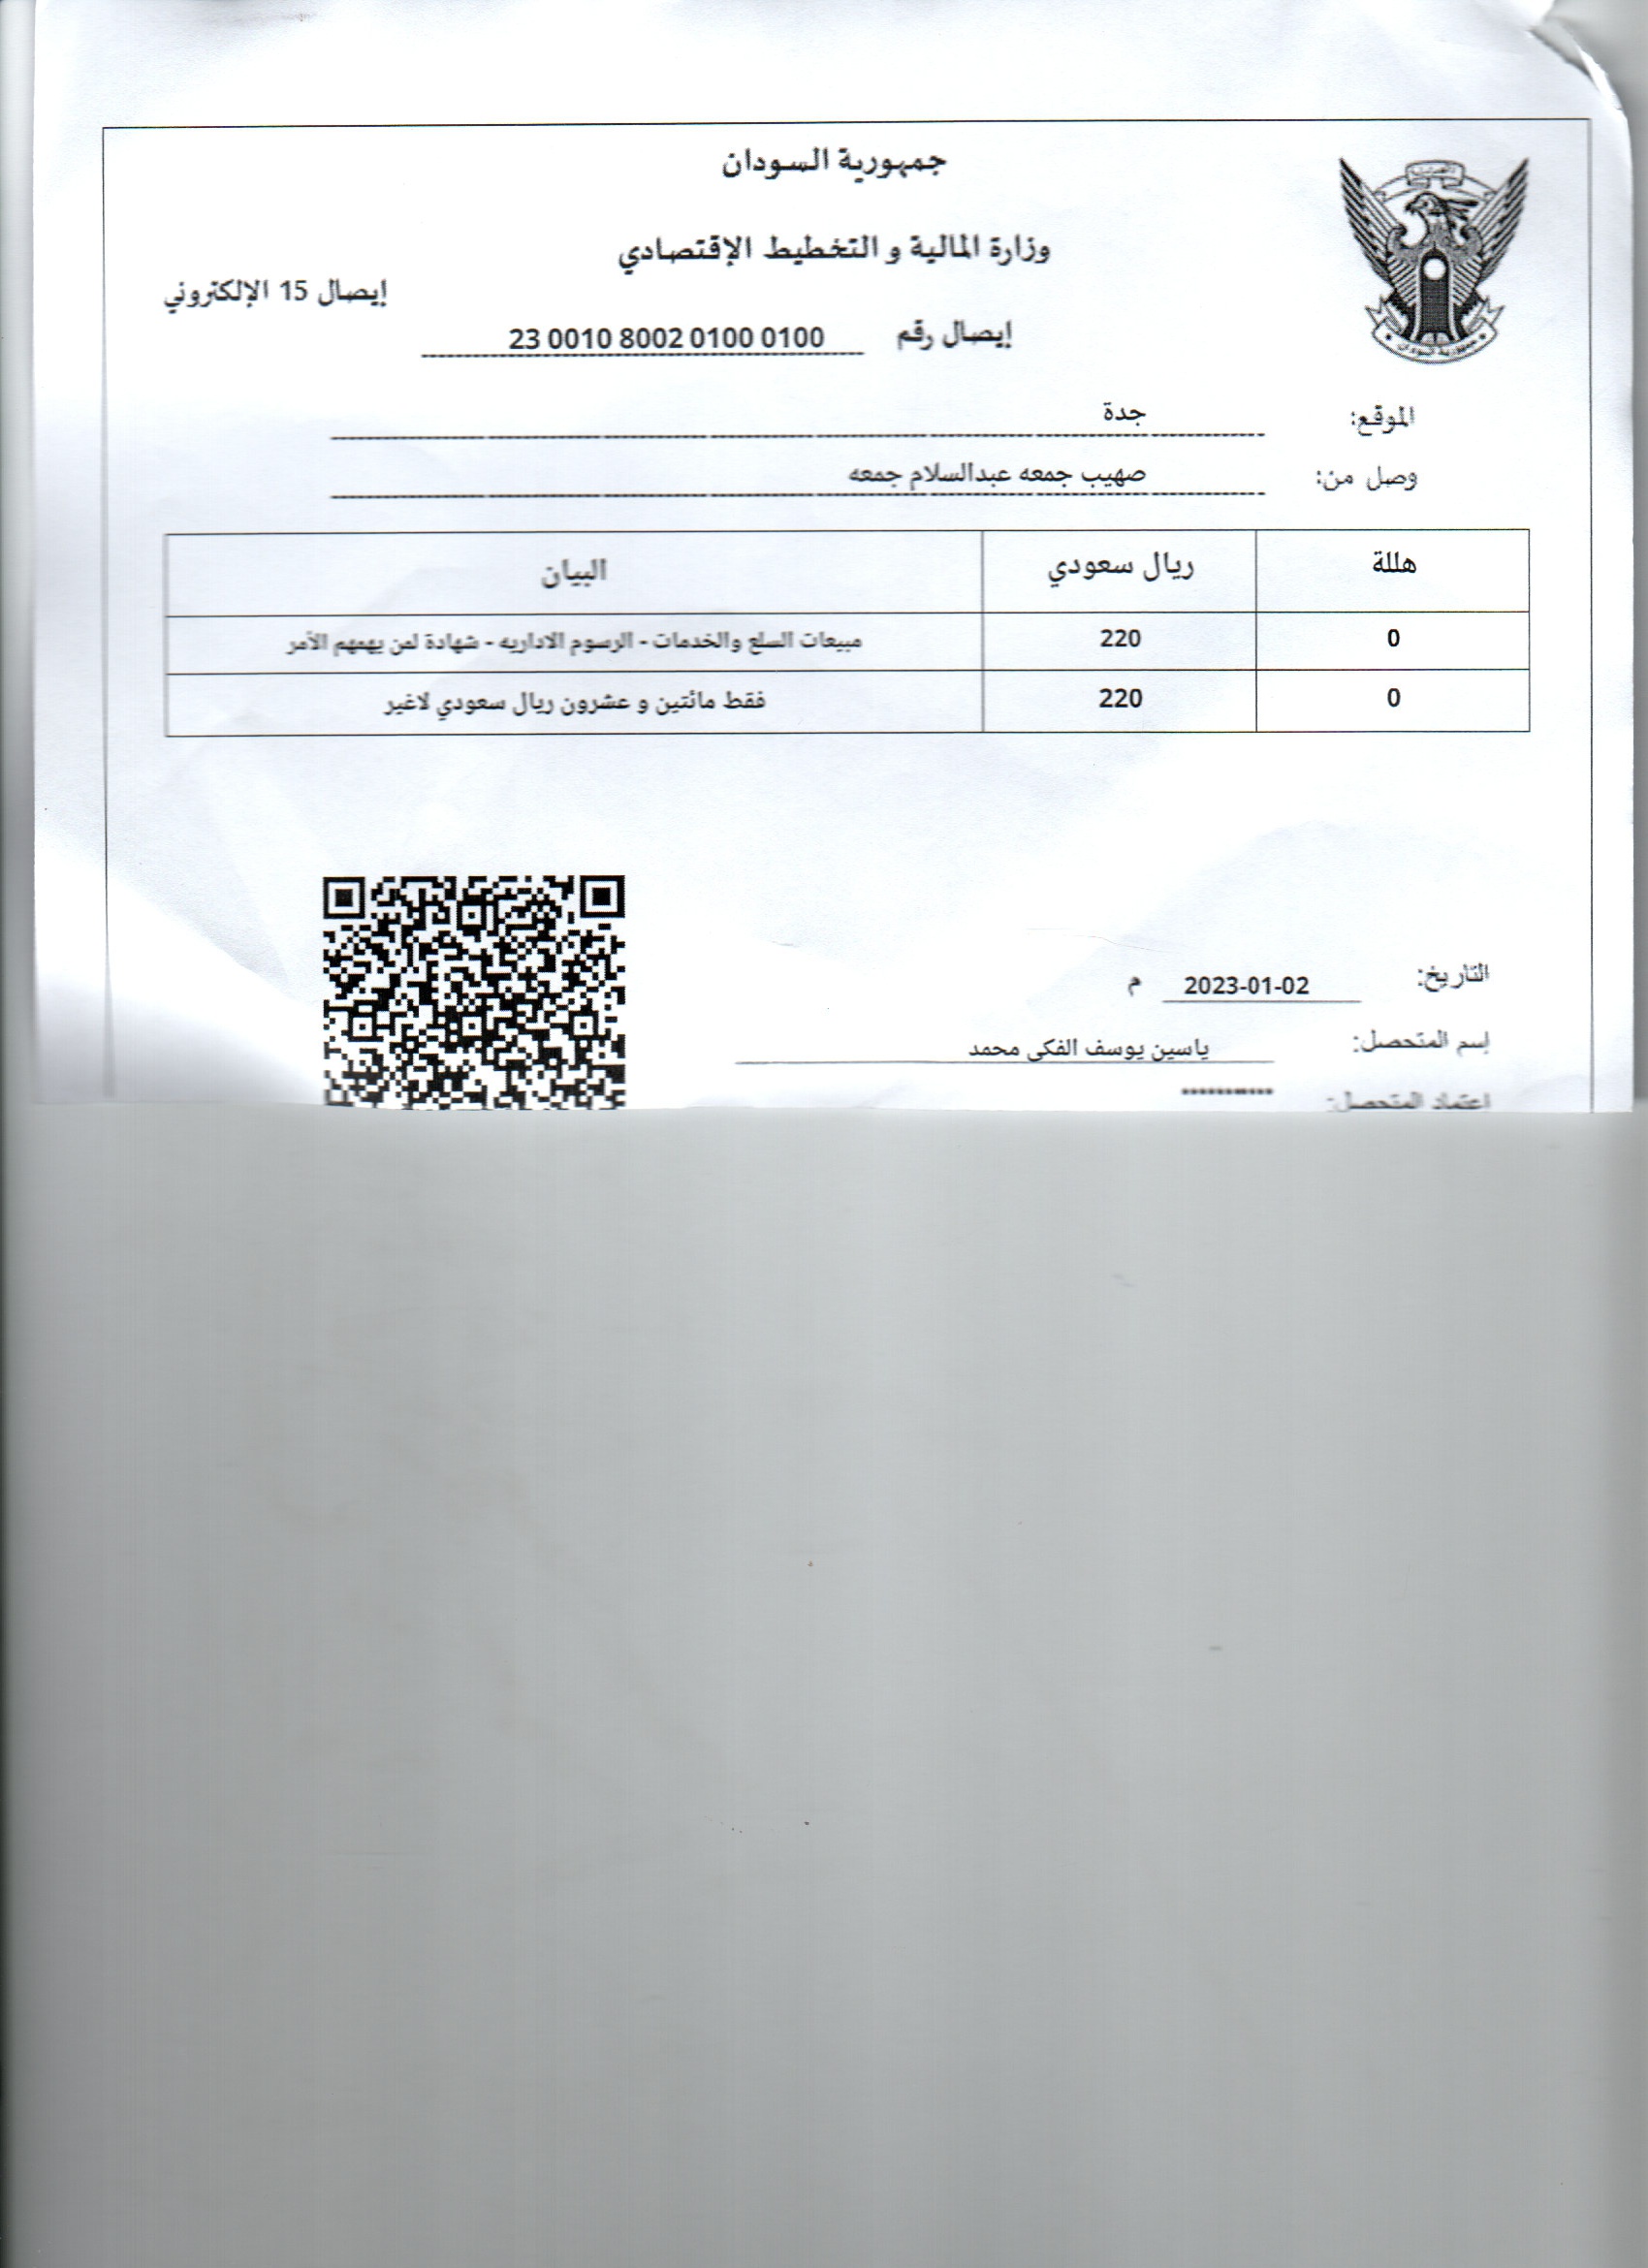 جمهورية السودان
وزارة المالية و التخطيط الإقتصادي
إيصال 15 الإلكتروني
إيصال رقم 23 0010 8002 0100 0100
الموقع: جدة
وصل من: صهيب جمعه عبدالسلام جمعه
هللة ريال سعودي البيان
0 220 مبيعات السلع والخدمات - الرسوم الاداريه - شهادة لمن يهمهم الأمر
0 220 فقط مائتين و عشرون ريال سعودي لاغير
التاريخ: 2023-01-02 م
إسم المتحصل: ياسين يوسف الفكى محمد
اعتماد المتحصل: ***********